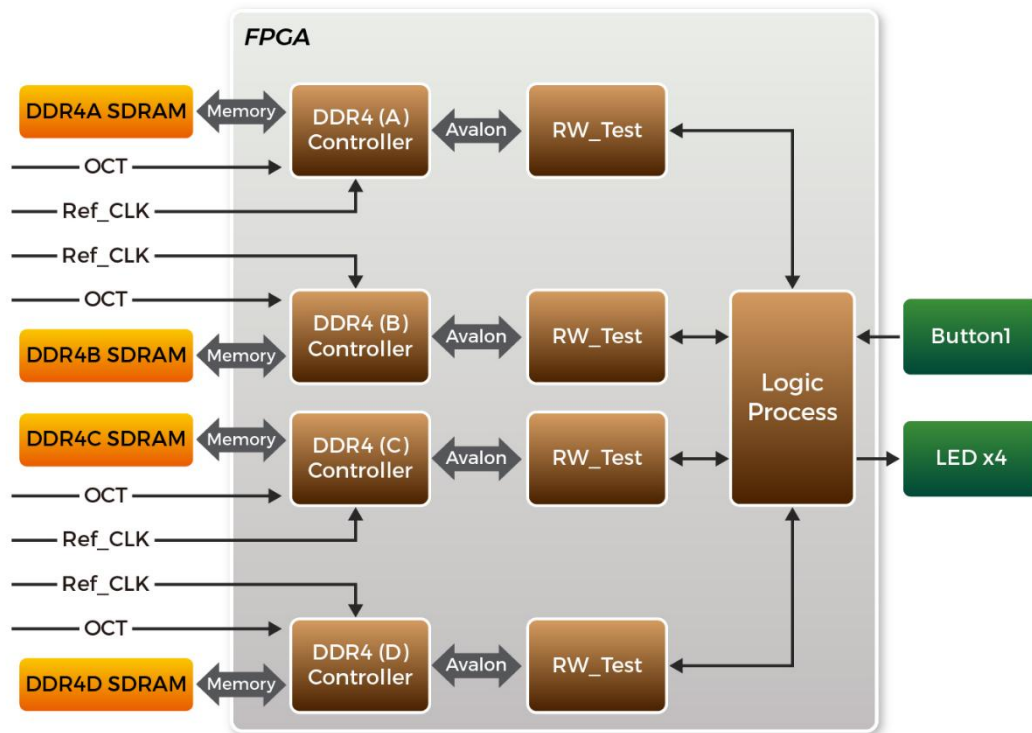 FPGA
DDR4A SDRAM
Memory
DDR4 (A)
Controller
Avalon
RW_Test
OCT
Ref_CLK
Ref_CLK
OCT
DDR4B SDRAM
Memory
DDR4 (B)
Controller
Avalon
RW_Test
Logic
Process
Button1
DDR4C SDRAM
Memory
DDR4 (C)
Controller
Avalon
RW_Test
LED x4
OCT
Ref_CLK
Ref_CLK
OCT
DDR4D SDRAM
Memory
DDR4 (D)
Controller
Avalon
RW_Test